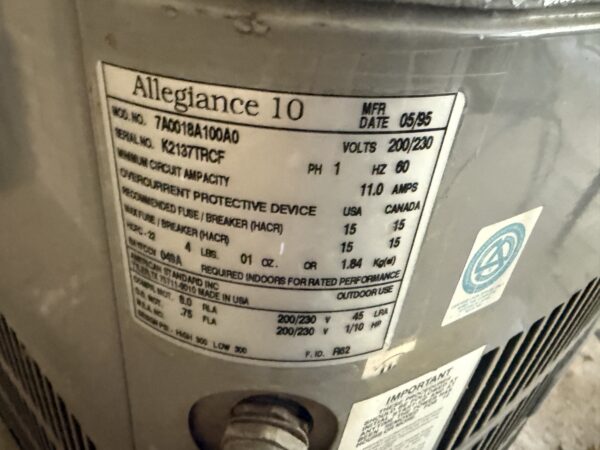 Allegiance 10
MFR DATE 05/95
MOD. NO. 7A0018A100A0
VOLTS 200/230
SERIAL NO. K2137TRCF
PH 1 HZ 60
MINIMUM CIRCUIT AMPACITY 11.0 AMPS
OVERCURRENT PROTECTIVE DEVICE USA CANADA
RECOMMENDED FUSE / BREAKER (HACR) 15 15
MAX FUSE / BREAKER (HACR) 15 15
HCFC-22 4 LBS. 01 OZ. OR 1.84 Kg(s)
REQUIRED INDOORS FOR RATED PERFORMANCE
AMERICAN STANDARD INC OUTDOOR USE
MADE IN USA
COMPR. MOT. 8.0 RLA 200/230 V 45 LRA
MOT. .75 FLA 200/230 V 1/10 HP
HIGH 300 LOW 300 F. ID. R62
IMPORTANT